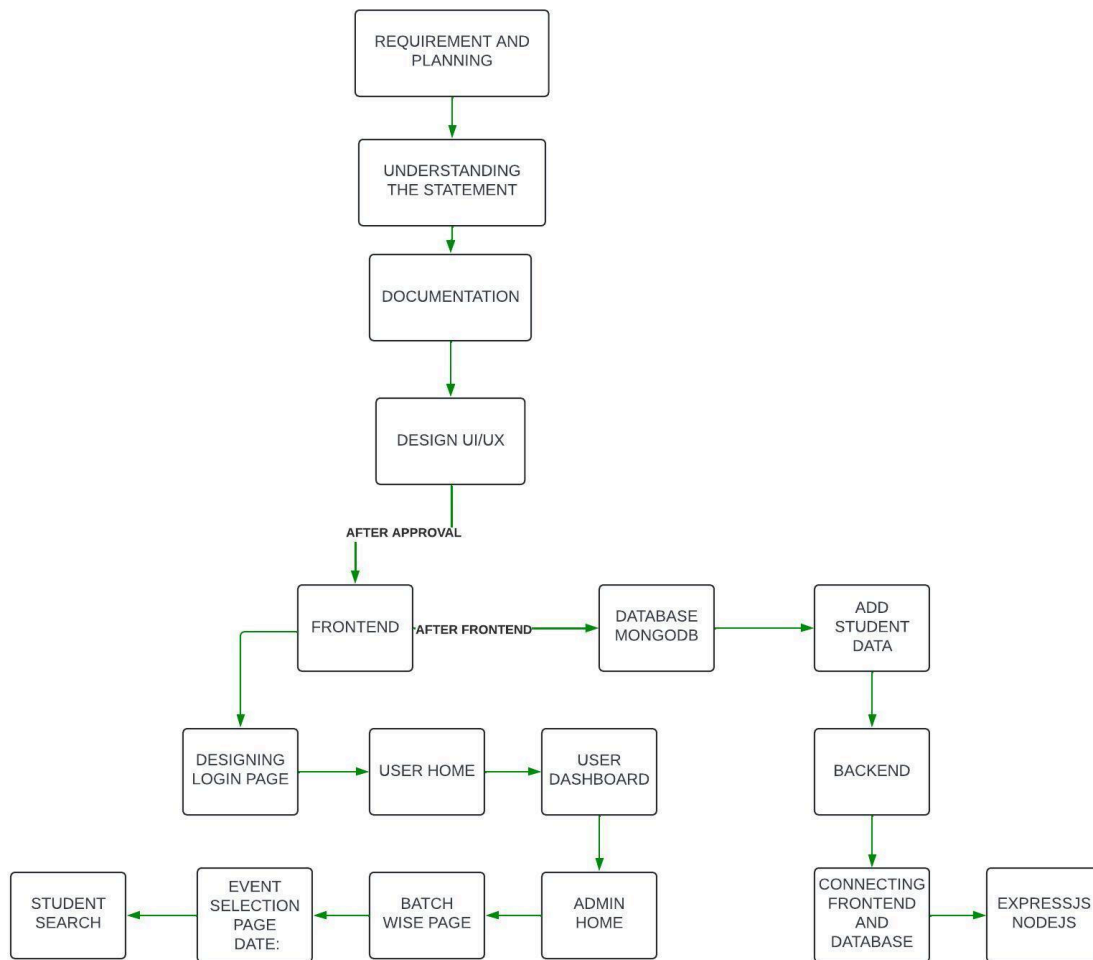 REQUIREMENT AND
PLANNING
UNDERSTANDING
THE STATEMENT
DOCUMENTATION
DESIGN UI/UX
AFTER APPROVAL
FRONTEND
AFTER FRONTEND
DATABASE
MONGODB
ADD
STUDENT
DATA
DESIGNING
LOGIN PAGE
USER HOME
USER
DASHBOARD
BACKEND
STUDENT
SEARCH
EVENT
SELECTION
PAGE
DATE:
BATCH
WISE PAGE
ADMIN
HOME
CONNECTING
FRONTEND
AND
DATABASE
EXPRESSJS
NODEJS